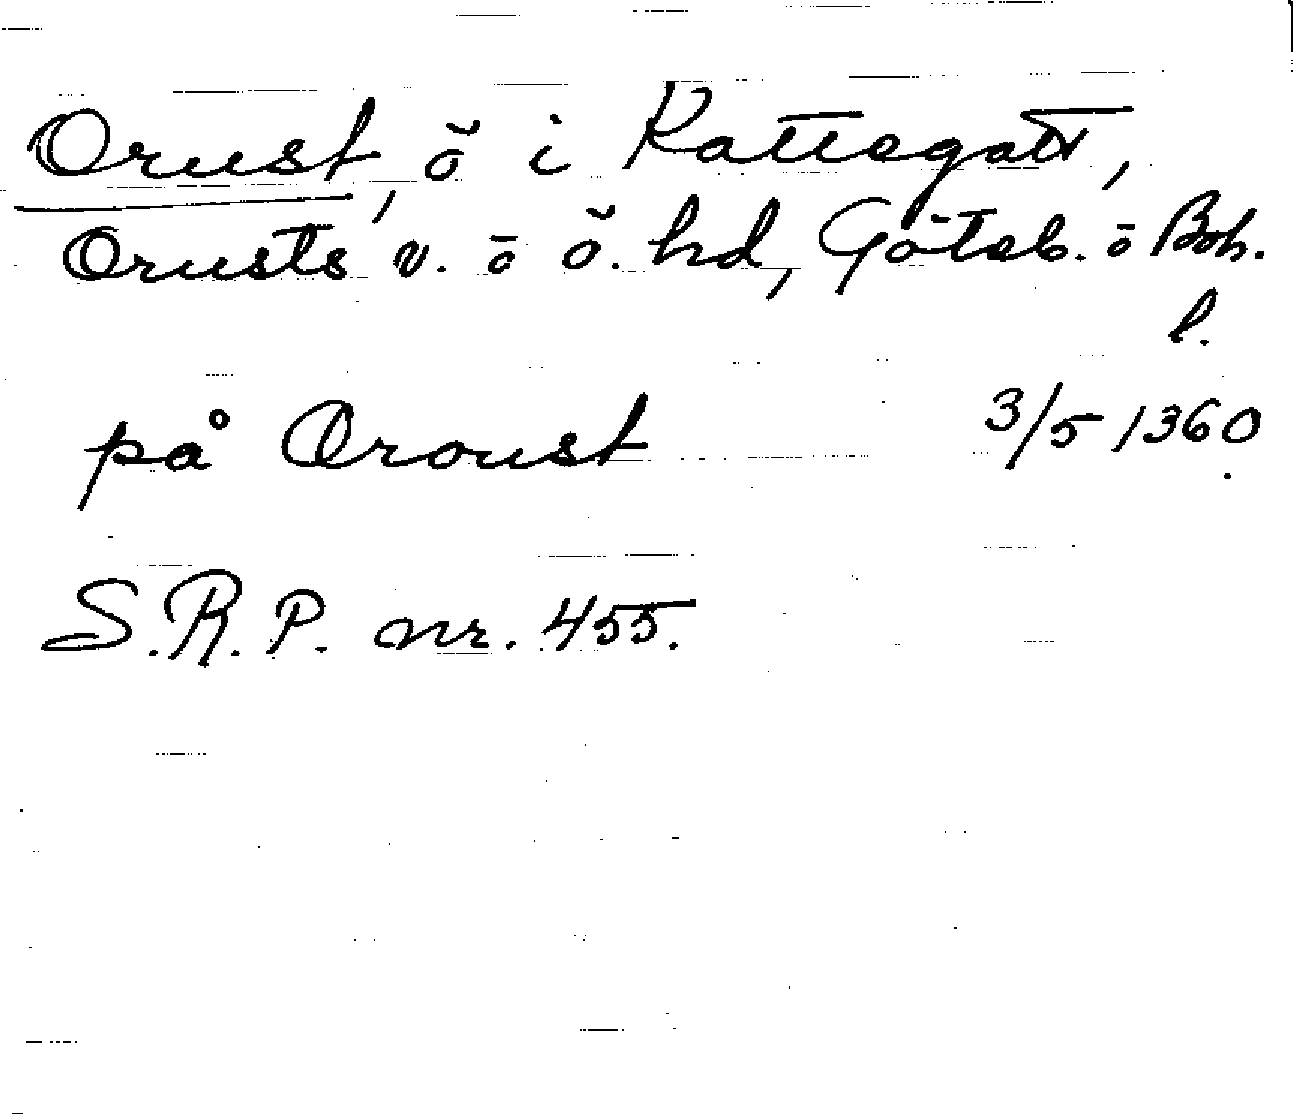 Orust, ö i Kattegatt,
Orusts v. o ö. hd, Göteb. o Boh.
l.
på Oroust 3/5 1360
S.R.P. nr. 455.